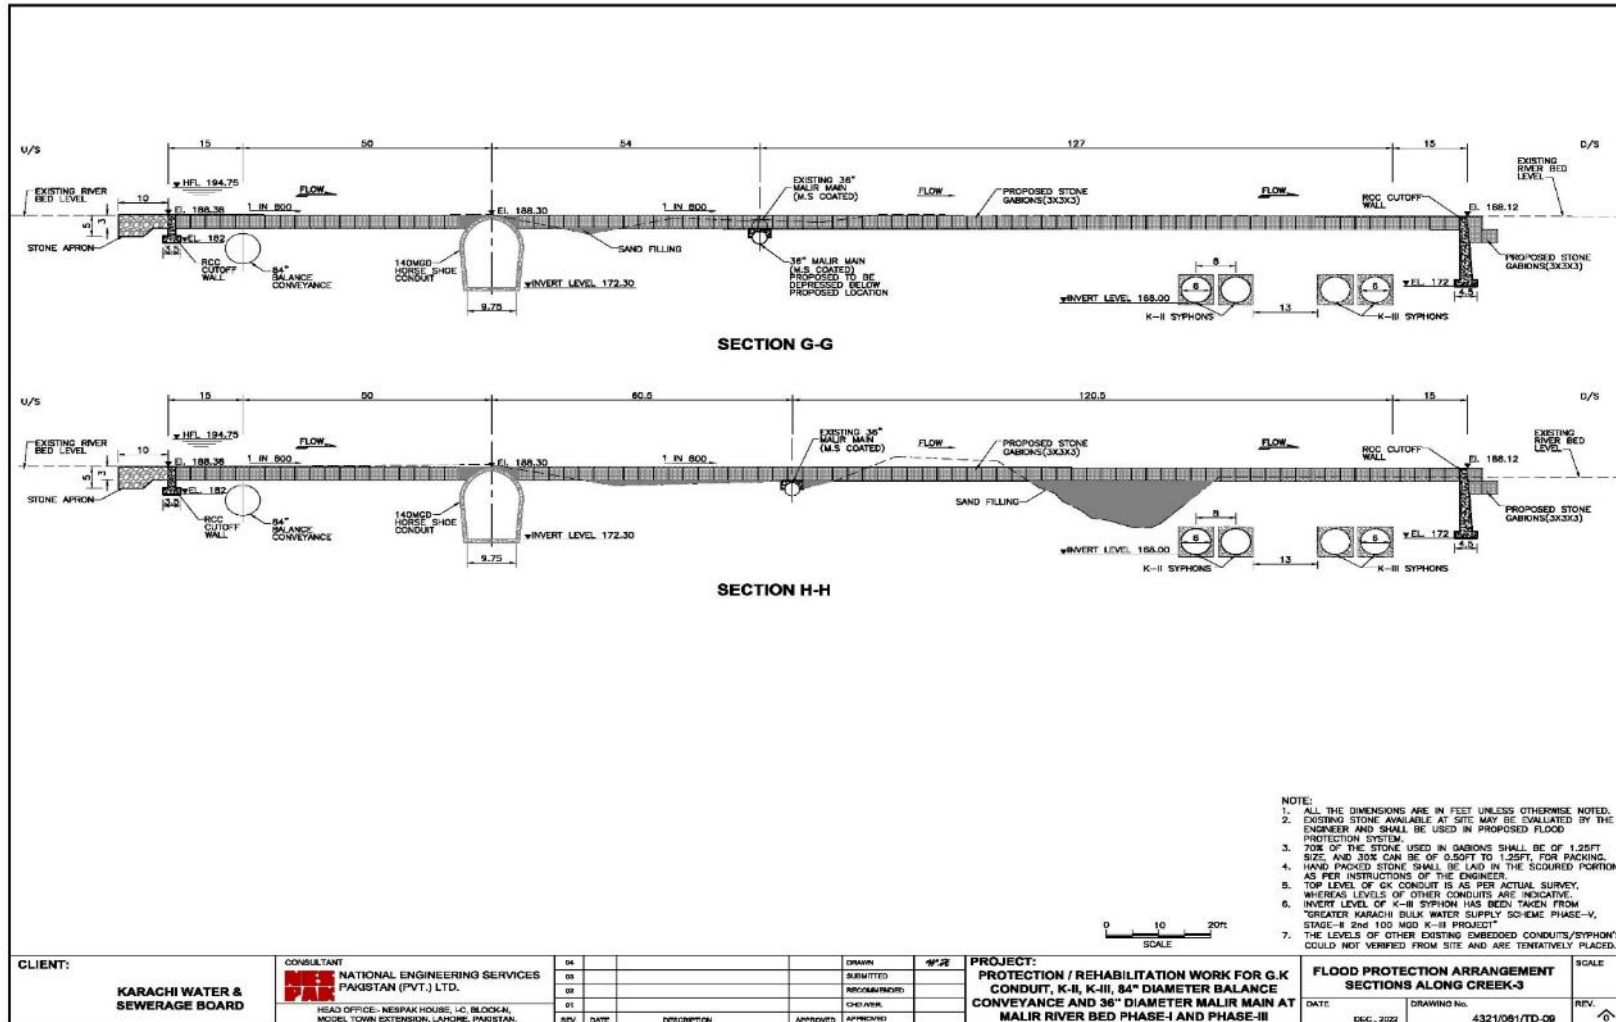 U/S
15
50
54
127
15
D/S
EXISTING RIVER
BED LEVEL
10
HFL 194.75
FLOW
EXISTING 36"
MALIR MAIN
(M.S COATED)
FLOW
PROPOSED STONE
GABIONS(3X3X3)
FLOW
EXISTING
RIVER BED
LEVEL
RCC CUTOFF
WALL
El. 188.38
1 IN 800
El. 188.30
1 IN 800
El. 188.12
3
5
STONE APRON
EL. 182
3.5
RCC
CUTOFF
WALL
84"
BALANCE
CONVEYANCE
140MGD
HORSE SHOE
CONDUIT
SAND FILLING
INVERT LEVEL 172.30
9.75
36" MALIR MAIN
(M.S COATED)
PROPOSED TO BE
DEPRESSED BELOW
PROPOSED LOCATION
8
6
6
INVERT LEVEL 168.00
K-II SYPHONS
13
K-III SYPHONS
EL. 172
4.5
PROPOSED STONE
GABIONS(3X3X3)
SECTION G-G
U/S
15
50
60.5
120.5
15
D/S
EXISTING RIVER
BED LEVEL
10
HFL 194.75
FLOW
EXISTING 36"
MALIR MAIN
(M.S COATED)
FLOW
PROPOSED STONE
GABIONS(3X3X3)
FLOW
EXISTING
RIVER BED
LEVEL
RCC CUTOFF
WALL
El. 188.38
1 IN 800
El. 188.30
1 IN 800
El. 188.12
3
5
STONE APRON
EL. 182
3.5
RCC
CUTOFF
WALL
84"
BALANCE
CONVEYANCE
140MGD
HORSE SHOE
CONDUIT
INVERT LEVEL 172.30
9.75
SAND FILLING
8
6
6
INVERT LEVEL 168.00
K-II SYPHONS
13
K-III SYPHONS
EL. 172
4.5
PROPOSED STONE
GABIONS(3X3X3)
SECTION H-H
NOTE:
1. ALL THE DIMENSIONS ARE IN FEET UNLESS OTHERWISE NOTED.
2. EXISTING STONE AVAILABLE AT SITE MAY BE EVALUATED BY THE
ENGINEER AND SHALL BE USED IN PROPOSED FLOOD
PROTECTION SYSTEM.
3. 70% OF THE STONE USED IN GABIONS SHALL BE OF 1.25FT
SIZE, AND 30% CAN BE OF 0.50FT TO 1.25FT, FOR PACKING.
4. HAND PACKED STONE SHALL BE LAID IN THE SCOURED PORTION
AS PER INSTRUCTIONS OF THE ENGINEER.
5. TOP LEVEL OF GK CONDUIT IS AS PER ACTUAL SURVEY,
WHEREAS LEVELS OF OTHER CONDUITS ARE INDICATIVE.
6. INVERT LEVEL OF K-III SYPHON HAS BEEN TAKEN FROM
"GREATER KARACHI BULK WATER SUPPLY SCHEME PHASE-V,
STAGE-II 2nd 100 MGD K-III PROJECT"
7. THE LEVELS OF OTHER EXISTING EMBEDDED CONDUITS/SYPHON'S
COULD NOT VERIFIED FROM SITE AND ARE TENTATIVELY PLACED.
0 10 20ft
SCALE
CLIENT:
KARACHI WATER &
SEWERAGE BOARD
CONSULTANT
NES
PAK
NATIONAL ENGINEERING SERVICES
PAKISTAN (PVT.) LTD.
HEAD OFFICE:- NESPAK HOUSE, I-C, BLOCK-N,
MODEL TOWN EXTENSION, LAHORE, PAKISTAN.
04
03
02
01
REV. DATE DESCRIPTION APPROVED
DRAWN
SUBMITTED
RECOMMENDED
APPROVED
PROJECT:
PROTECTION / REHABILITATION WORK FOR G.K
CONDUIT, K-II, K-III, 84" DIAMETER BALANCE
CONVEYANCE AND 36" DIAMETER MALIR MAIN AT
MALIR RIVER BED PHASE-I AND PHASE-III
FLOOD PROTECTION ARRANGEMENT
SECTIONS ALONG CREEK-3
DATE
DEC., 2022
DRAWING No.
4321/061/TD-09
SCALE
REV.
0